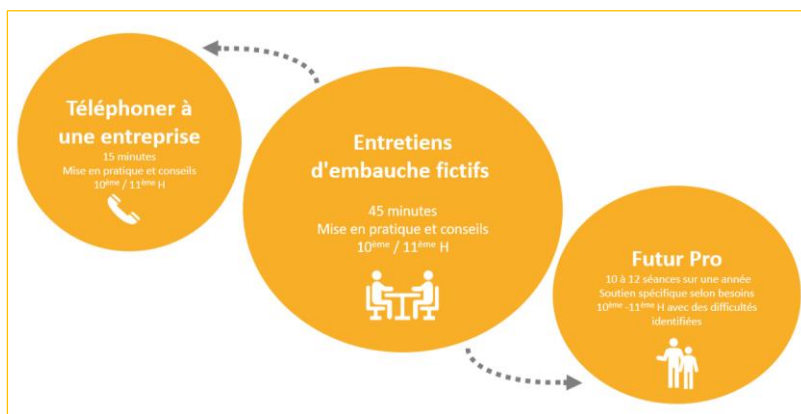 Téléphoner à
une entreprise
15 minutes
Mise en pratique et conseils
10ème / 11ème H
Entretiens
d'embauche fictifs
45 minutes
Mise en pratique et conseils
10ème / 11ème H
Futur Pro
10 à 12 séances sur une année
Soutien spécifique selon besoins
10ème -11ème H avec des difficultés
identifiées